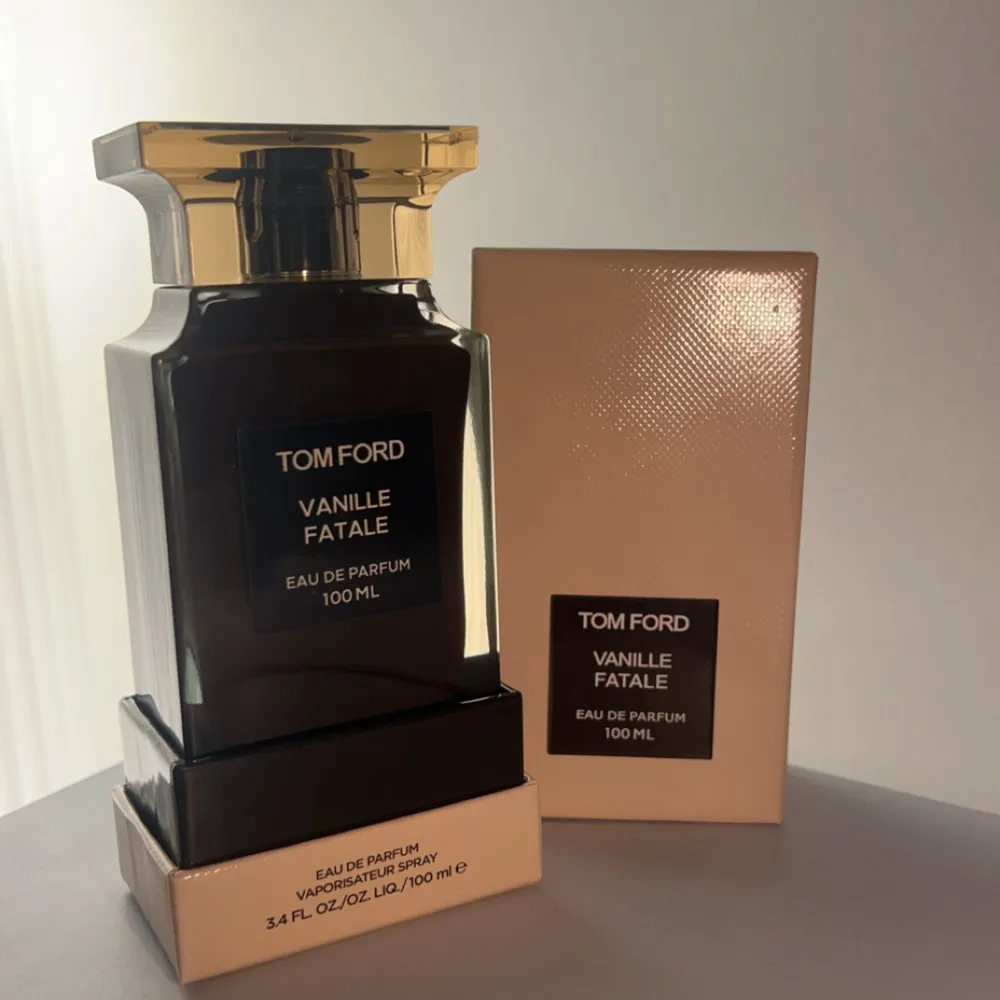 TOM FORD
VANILLE
FATALE
EAU DE PARFUM
100 ML
EAU DE PARFUM
VAPORISATEUR SPRAY
3.4 FL. OZ./OZ. LIQ./100 ml ℮
TOM FORD
VANILLE
FATALE
EAU DE PARFUM
100 ML